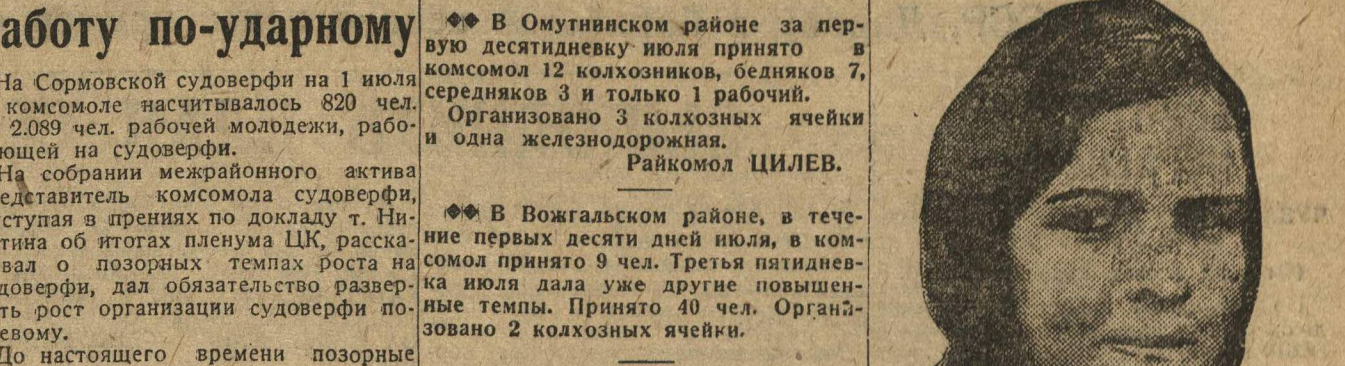 аботу по-ударному
На Сормовской судоверфи на 1 июля
комсомоле насчитывалось 820 чел.
2.089 чел. рабочей молодежи, рабо-
ющей на судоверфи.
На собрании межрайонного актива
едставитель комсомола судоверфи,
ступая в прениях по докладу т. Ни-
тина об итогах пленума ЦК, расска-
вал о позорных темпах роста на
доверфи, дал обязательство развер-
ть рост организации судоверфи по-
евому.
До настоящего времени позорные
◆◆ В Омутнинском районе за пер-
вую десятидневку июля принято в
комсомол 12 колхозников, бедняков 7,
середняков 3 и только 1 рабочий.
Организовано 3 колхозных ячейки
и одна железнодорожная.
Райкомол ЦИЛЕВ.
◆◆ В Вожгальском районе, в тече-
ние первых десяти дней июля, в ком-
сомол принято 9 чел. Третья пятиднев-
ка июля дала уже другие повышен-
ные темпы. Принято 40 чел. Органи-
зовано 2 колхозных ячейки.